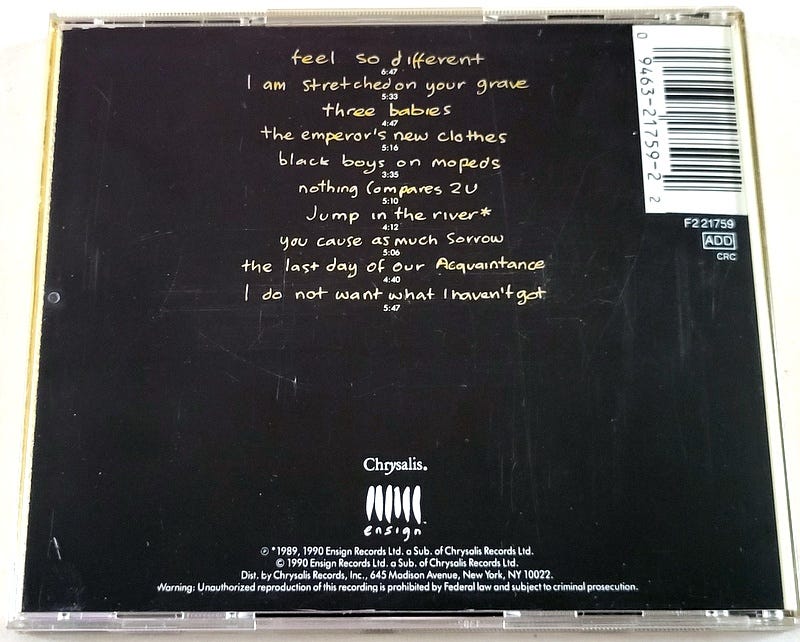 feel so different
6:47
I am stretched on your grave
5:33
three babies
4:47
the emperor's new clothes
5:16
black boys on mopeds
3:35
nothing Compares 2U
5:10
Jump in the river*
4:12
you cause as much Sorrow
5:06
the last day of our Acquaintance
4:40
I do not want what I haven't got
5:47
0 9463-21759-2 2
F2 21759
ADD
CRC
Chrysalis.
ensign
℗ *1989, 1990 Ensign Records Ltd. a Sub. of Chrysalis Records Ltd.
© 1990 Ensign Records Ltd. a Sub. of Chrysalis Records Ltd.
Dist. by Chrysalis Records, Inc., 645 Madison Avenue, New York, NY 10022.
Warning: Unauthorized reproduction of this recording is prohibited by Federal law and subject to criminal prosecution.